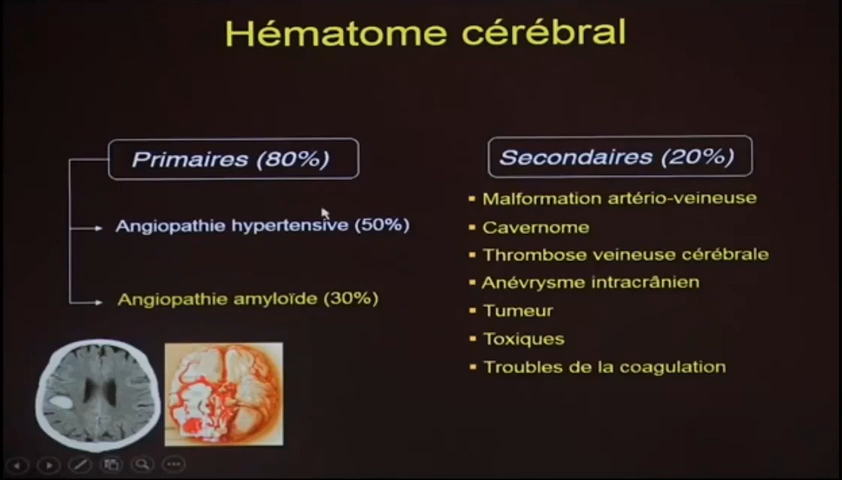 Hématome cérébral
Primaires (80%)
Angiopathie hypertensive (50%)
Angiopathie amyloïde (30%)
Secondaires (20%)
Malformation artério-veineuse
Cavernome
Thrombose veineuse cérébrale
Anévrysme intracrânien
Tumeur
Toxiques
Troubles de la coagulation